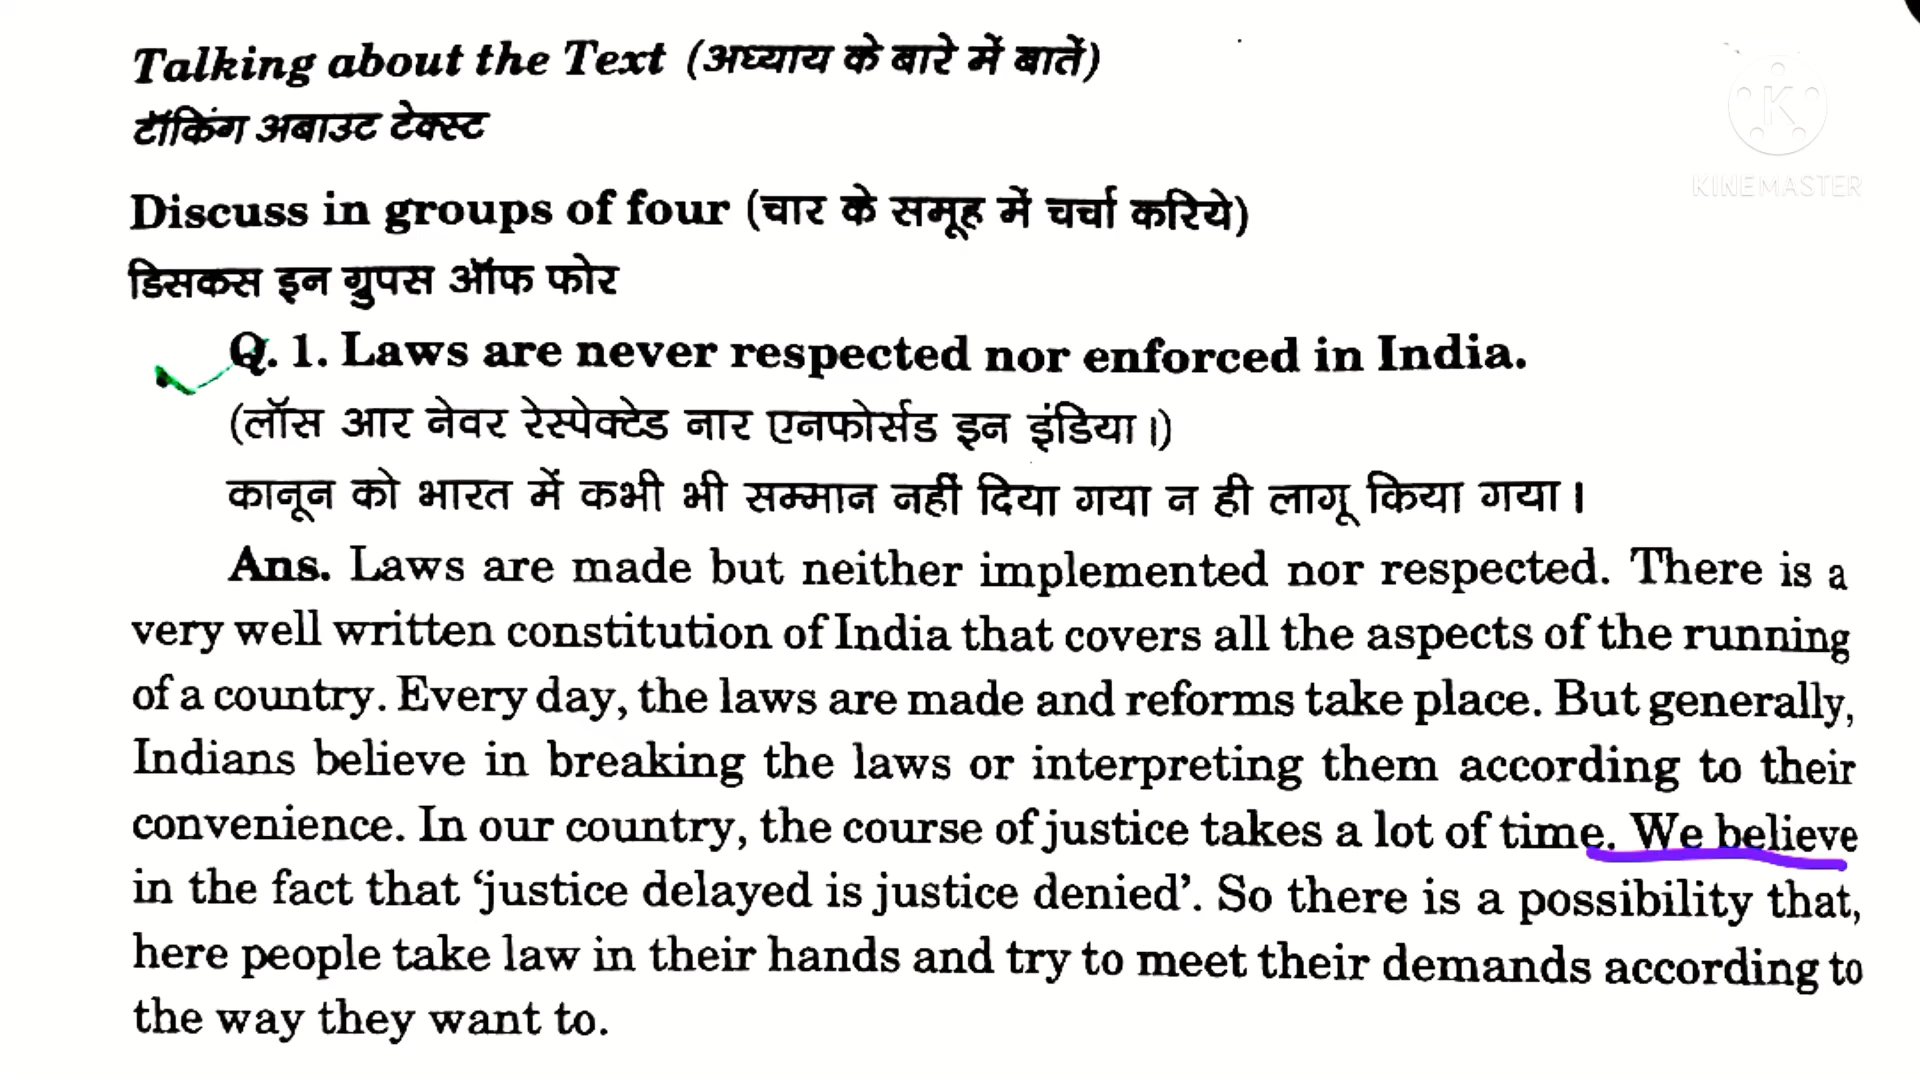 Talking about the Text (अध्याय के बारे में बातें)
टॉकिंग अबाउट टेक्स्ट
KINEMASTER
Discuss in groups of four (चार के समूह में चर्चा करिये)
डिसकस इन ग्रुपस ऑफ फोर
Q. 1. Laws are never respected nor enforced in India.
(लॉस आर नेवर रेस्पेक्टेड नार एनफोर्सड इन इंडिया।)
कानून को भारत में कभी भी सम्मान नहीं दिया गया न ही लागू किया गया।
Ans. Laws are made but neither implemented nor respected. There is a
very well written constitution of India that covers all the aspects of the running
of a country. Every day, the laws are made and reforms take place. But generally,
Indians believe in breaking the laws or interpreting them according to their
convenience. In our country, the course of justice takes a lot of time. We believe
in the fact that ‘justice delayed is justice denied’. So there is a possibility that,
here people take law in their hands and try to meet their demands according to
the way they want to.